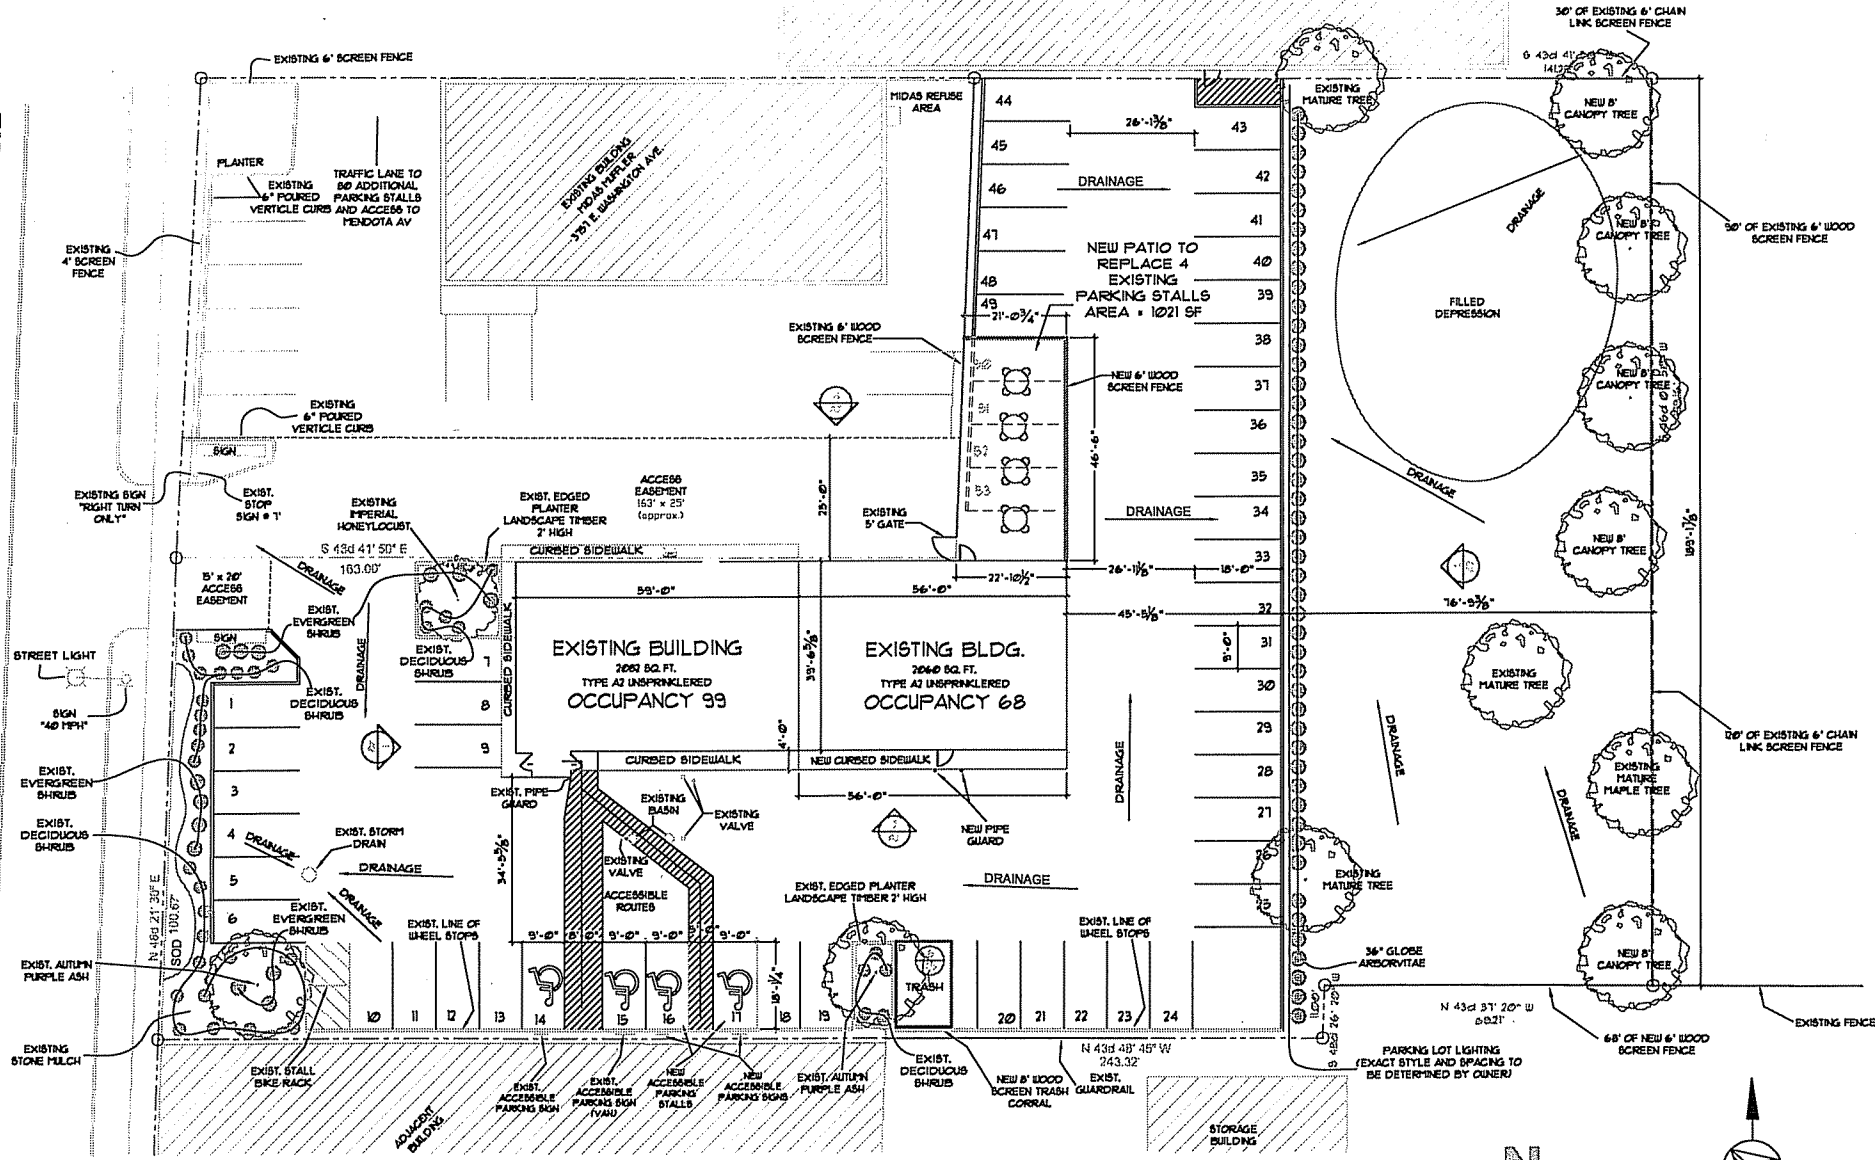 30' OF EXISTING 6' CHAIN
LINK SCREEN FENCE
EXISTING 6' SCREEN FENCE
MIDAS REFUSE
AREA
EXISTING
MATURE TREE
NEW 8'
CANOPY TREE
PLANTER
EXISTING
6" POURED
VERTICLE CURB
TRAFFIC LANE TO
80 ADDITIONAL
PARKING STALLS
AND ACCESS TO
MENDOTA AV
EXISTING BUILDING
MIDAS MUFFLER
3757 E. WASHINGTON AVE.
44
45
46
47
48
49
26'-1 3/8"
43
42
41
40
39
38
37
36
35
34
33
32
31
30
29
28
27
DRAINAGE
DRAINAGE
NEW 8'
CANOPY TREE
90' OF EXISTING 6' WOOD
SCREEN FENCE
EXISTING
4' SCREEN
FENCE
NEW PATIO TO
REPLACE 4
EXISTING
PARKING STALLS
AREA = 1021 SF
FILLED
DEPRESSION
21'-0 3/4"
EXISTING 6' WOOD
SCREEN FENCE
50
51
52
53
NEW 6' WOOD
SCREEN FENCE
NEW 8'
CANOPY TREE
EXISTING
6" POURED
VERTICLE CURB
SIGN
46'-6"
25'-0"
EXISTING SIGN
"RIGHT TURN
ONLY"
EXIST.
STOP
SIGN @ 7'
EXISTING
IMPERIAL
HONEYLOCUST
EXIST. EDGED
PLANTER
LANDSCAPE TIMBER
2' HIGH
ACCESS
EASEMENT
163' x 25'
(approx.)
EXISTING
5' GATE
DRAINAGE
DRAINAGE
189'-1 7/8"
NEW 8'
CANOPY TREE
S 43d 41' 50" E
163.00'
CURBED SIDEWALK
DRAINAGE
22'-10 1/2"
26'-11 5/8"
18'-0"
5' x 20'
ACCESS
EASEMENT
59'-0"
56'-0"
45'-5/8"
76'-9 3/8"
EXIST.
EVERGREEN
SHRUB
SIGN
DRAINAGE
EXIST.
DECIDUOUS
SHRUB
CURBED SIDEWALK
7
8
9
EXISTING BUILDING
2087 SQ. FT.
TYPE A2 UNSPRINKLERED
OCCUPANCY 99
39'-6 5/8"
EXISTING BLDG.
2060 SQ. FT.
TYPE A2 UNSPRINKLERED
OCCUPANCY 68
9'-0"
STREET LIGHT
SIGN
"40 MPH"
EXIST.
DECIDUOUS
SHRUB
EXISTING
MATURE TREE
1
2
3
4
5
6
4'-0"
CURBED SIDEWALK
NEW CURBED SIDEWALK
DRAINAGE
DRAINAGE
120' OF EXISTING 6' CHAIN
LINK SCREEN FENCE
EXIST.
EVERGREEN
SHRUB
EXIST. PIPE
GUARD
EXISTING
BASIN
EXISTING
VALVE
56'-0"
NEW PIPE
GUARD
EXISTING
MATURE
MAPLE TREE
DRAINAGE
EXIST.
DECIDUOUS
SHRUB
EXIST. STORM
DRAIN
DRAINAGE
DRAINAGE
34'-5 5/8"
EXISTING
VALVE
ACCESSIBLE
ROUTES
DRAINAGE
EXIST. EDGED PLANTER
LANDSCAPE TIMBER 2' HIGH
EXISTING
MATURE TREE
N 48d 21' 30" E
SOD 100.67'
EXIST.
EVERGREEN
SHRUB
DRAINAGE
EXIST. LINE OF
WHEEL STOPS
9'-0"
8'-0"
9'-0"
9'-0"
9'-0"
18'-1/4"
EXIST. LINE OF
WHEEL STOPS
36" GLOBE
ARBORVITAE
NEW 8'
CANOPY TREE
EXIST. AUTUMN
PURPLE ASH
TRASH
10
11
12
13
14
15
16
17
18
19
20
21
22
23
24
N 43d 37' 20" W
68.21'
EXISTING FENCE
EXISTING
STONE MULCH
EXIST. STALL
BIKE RACK
N 43d 48' 45" W
243.32'
68' OF NEW 6' WOOD
SCREEN FENCE
PARKING LOT LIGHTING
(EXACT STYLE AND SPACING TO
BE DETERMINED BY OWNER)
EXIST.
ACCESSIBLE
PARKING SIGN
EXIST.
ACCESSIBLE
PARKING SIGN
(VAN)
NEW
ACCESSIBLE
PARKING
STALLS
NEW
ACCESSIBLE
PARKING SIGNS
EXIST. AUTUMN
PURPLE ASH
EXIST.
DECIDUOUS
SHRUB
NEW 8' WOOD
SCREEN TRASH
CORRAL
EXIST.
GUARDRAIL
ADJACENT
BUILDING
STORAGE
BUILDING
N